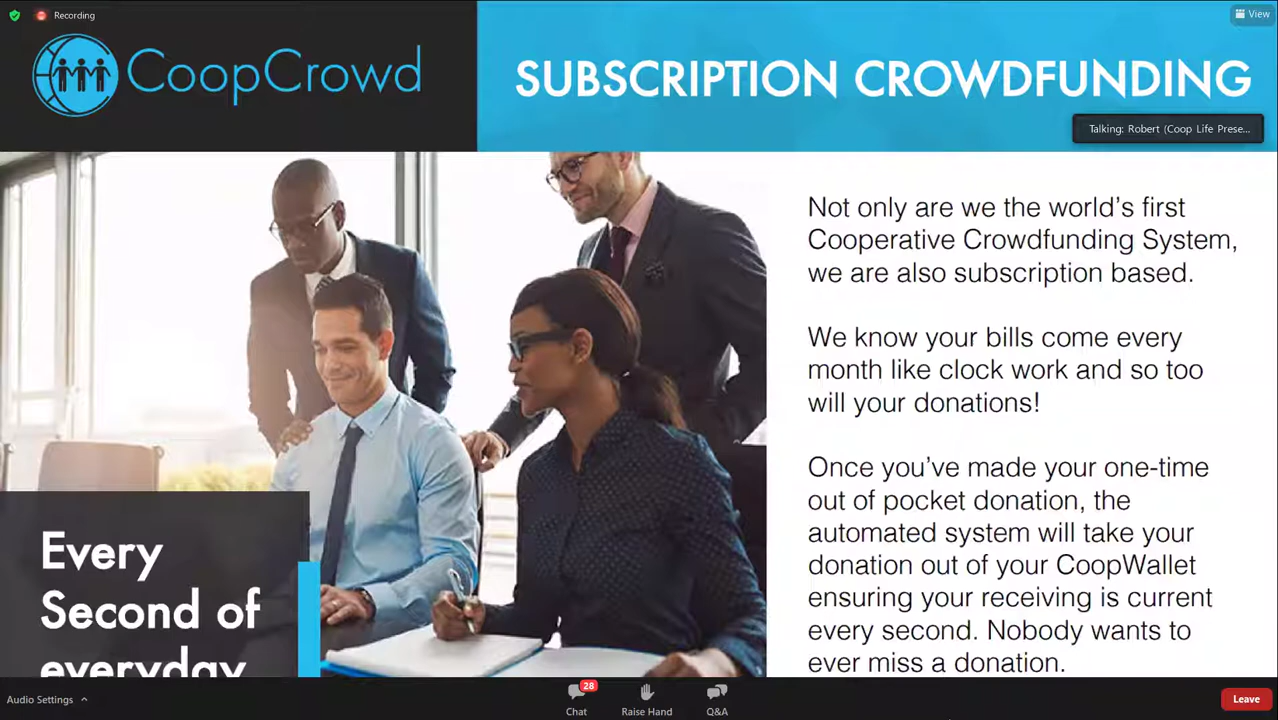 Recording
View
CoopCrowd
SUBSCRIPTION CROWDFUNDING
Talking: Robert (Coop Life Prese...
Not only are we the world's first
Cooperative Crowdfunding System,
we are also subscription based.
We know your bills come every
month like clock work and so too
will your donations!
Once you've made your one-time
out of pocket donation, the
automated system will take your
donation out of your CoopWallet
ensuring your receiving is current
every second. Nobody wants to
ever miss a donation.
Every
Second of
everyday
Audio Settings
28
Chat
Raise Hand
Q&A
Leave